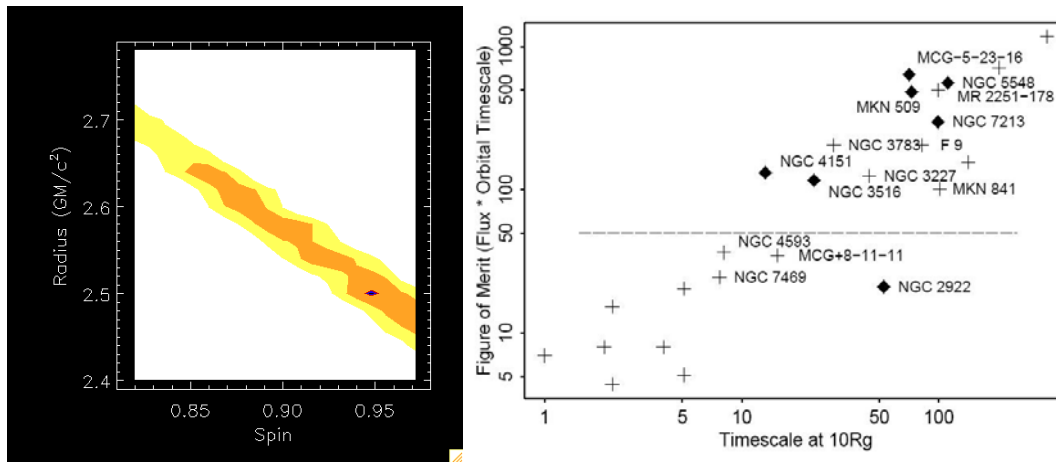 2.7
2.6
2.5
2.4
Radius (GM/c²)
0.85 0.90 0.95
Spin
Figure of Merit (Flux * Orbital Timescale)
1000
500
100
50
10
5
MCG−5−23−16
NGC 5548
MKN 509
MR 2251−178
NGC 7213
NGC 3783
F 9
NGC 4151
NGC 3227
NGC 3516
MKN 841
NGC 4593
MCG+8−11−11
NGC 7469
NGC 2922
1 5 10 50 100
Timescale at 10Rg